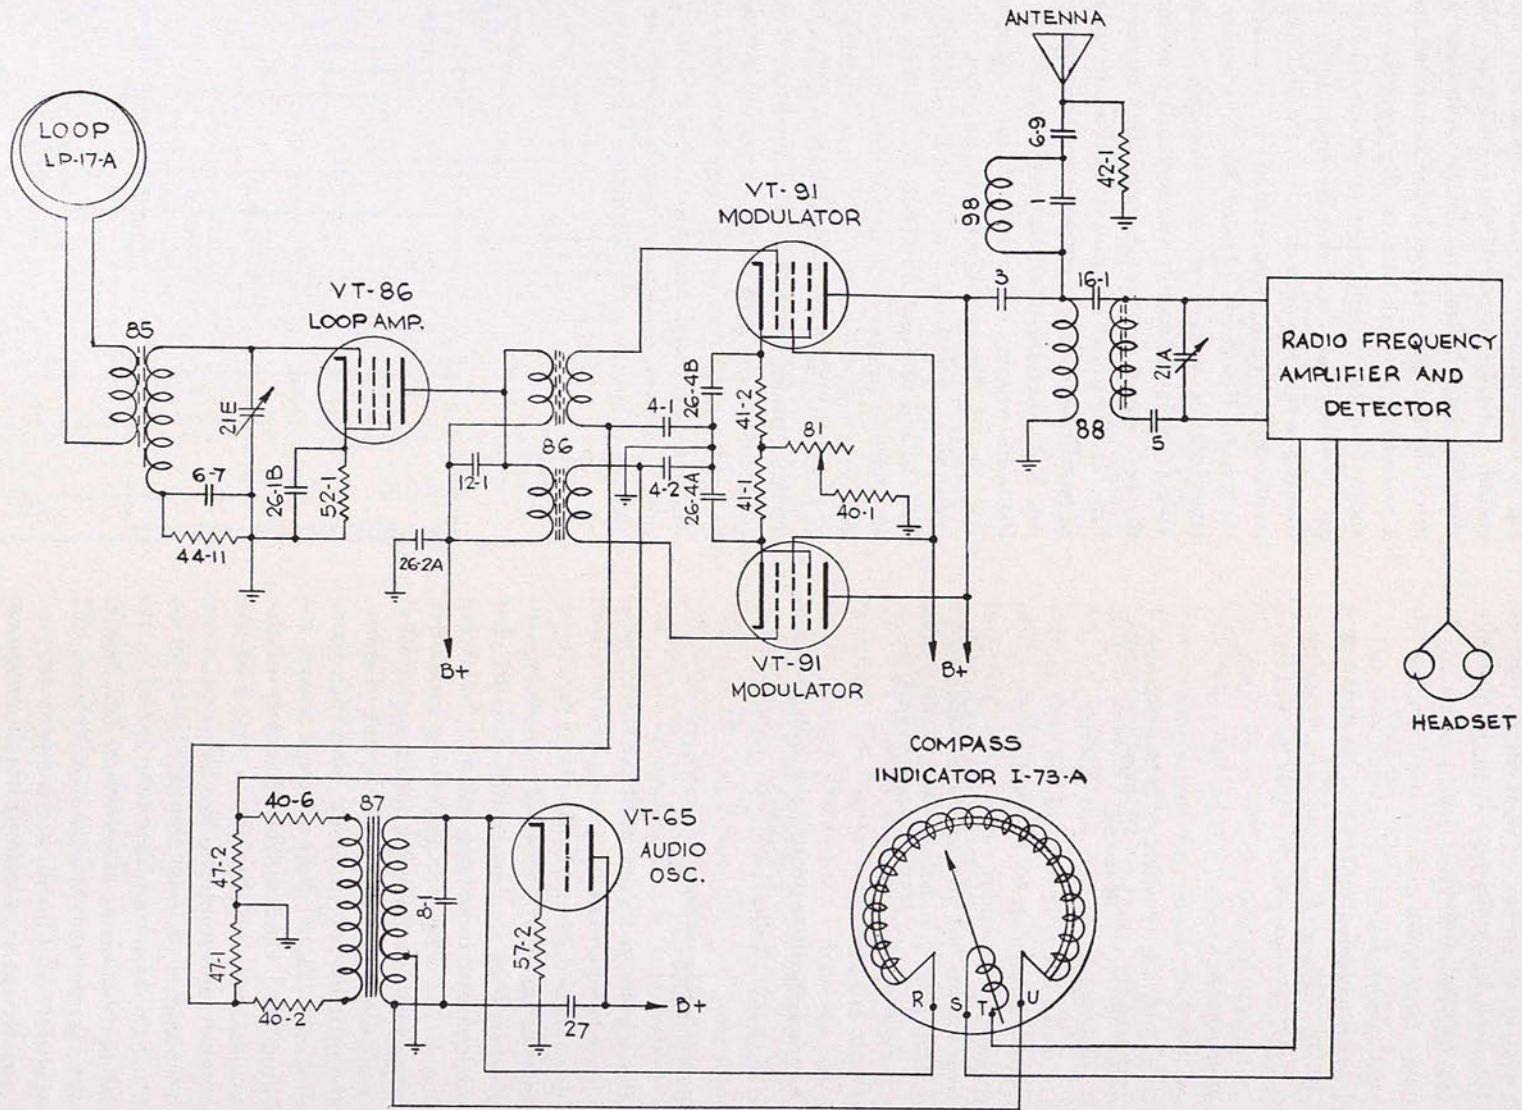 ANTENNA
LOOP
LP-17-A
6-9
42-1
98
1
VT-91
MODULATOR
3
16-1
VT-86
LOOP AMP.
85
21E
6-7
26-1B
52-1
44-11
12-1
26-2A
86
4-1
4-2
26-4B
26-4A
41-2
41-1
81
40-1
21A
88
5
RADIO FREQUENCY
AMPLIFIER AND
DETECTOR
B+
VT-91
MODULATOR
B+
HEADSET
40-6
87
47-2
47-1
40-2
8-1
VT-65
AUDIO
OSC.
57-2
27
B+
COMPASS
INDICATOR I-73-A
R
S
T
U